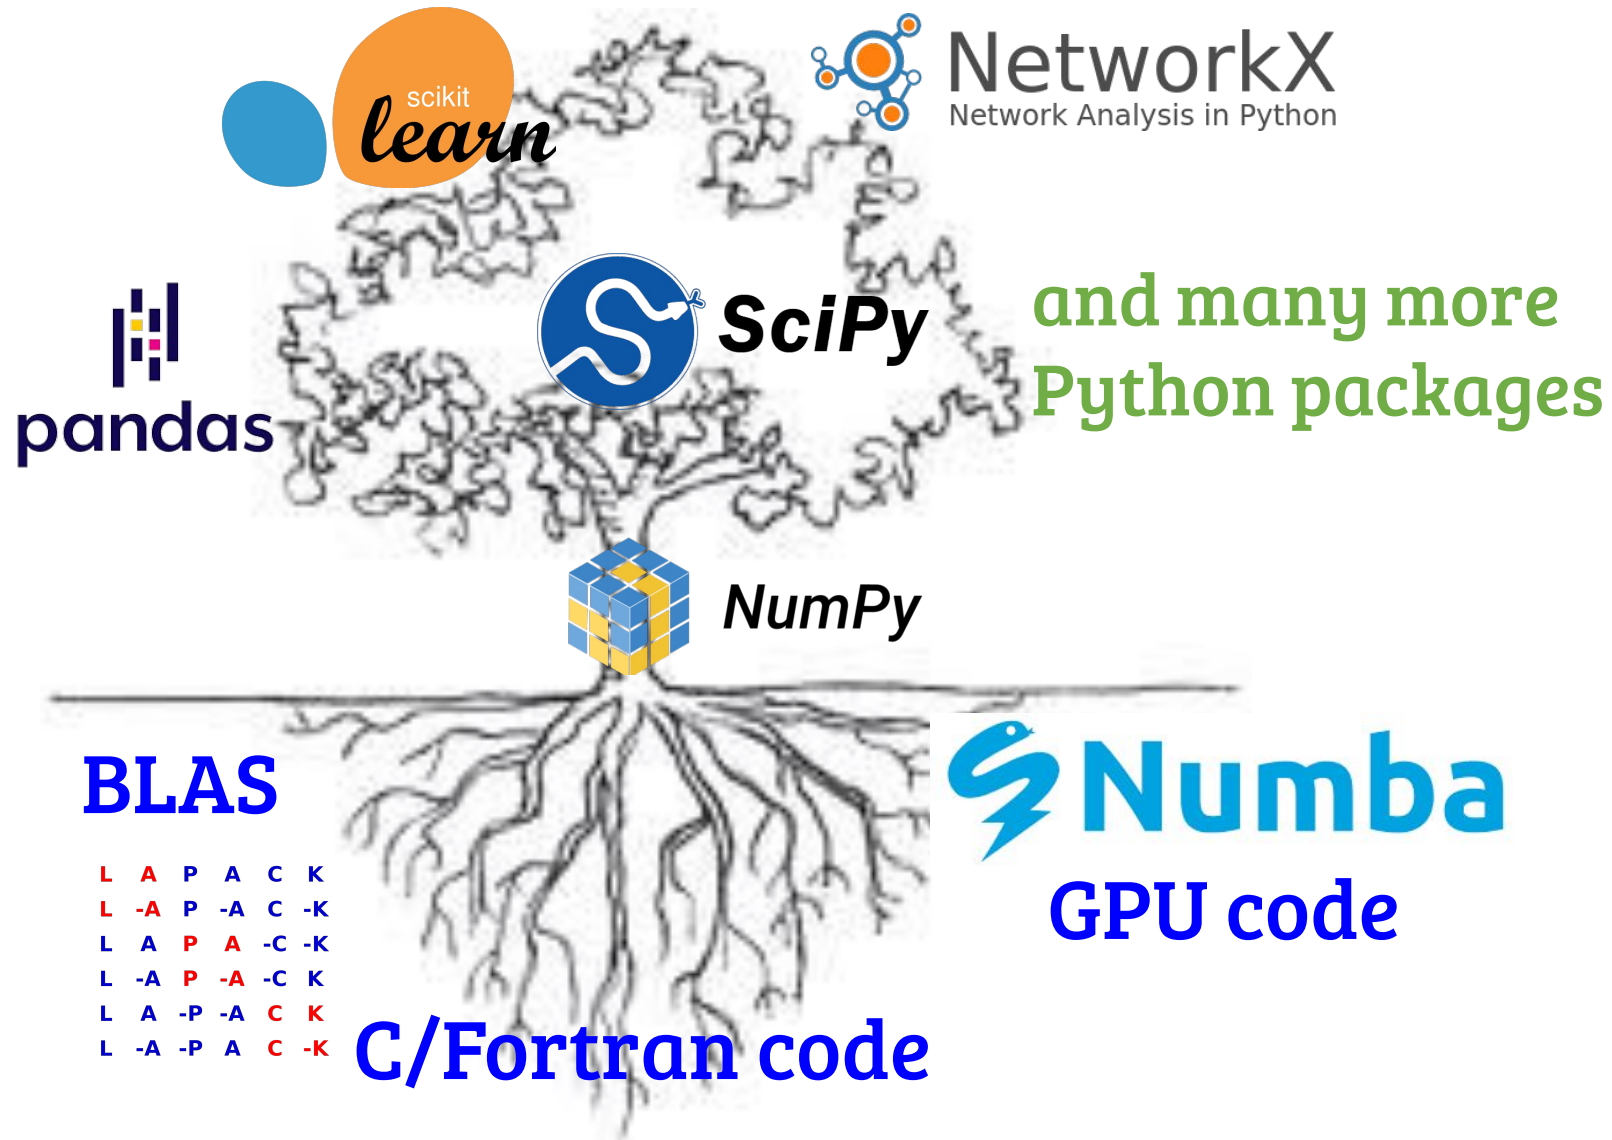 scikit
learn
NetworkX
Network Analysis in Python
pandas
SciPy
and many more
Python packages
NumPy
BLAS
L A P A C K
L -A P -A C -K
L A P A -C -K
L -A P -A -C K
L A -P -A C K
L -A -P A C -K
Numba
GPU code
C/Fortran code